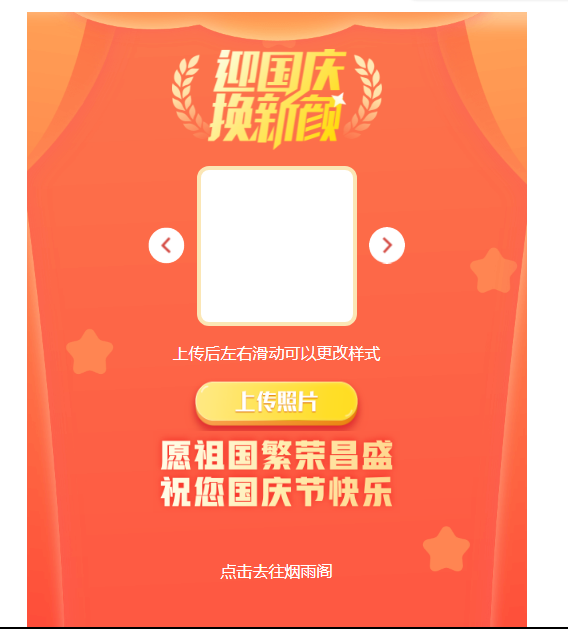 迎国庆
换新颜
上传后左右滑动可以更改样式
上传照片
愿祖国繁荣昌盛
祝您国庆节快乐
点击去往烟雨阁